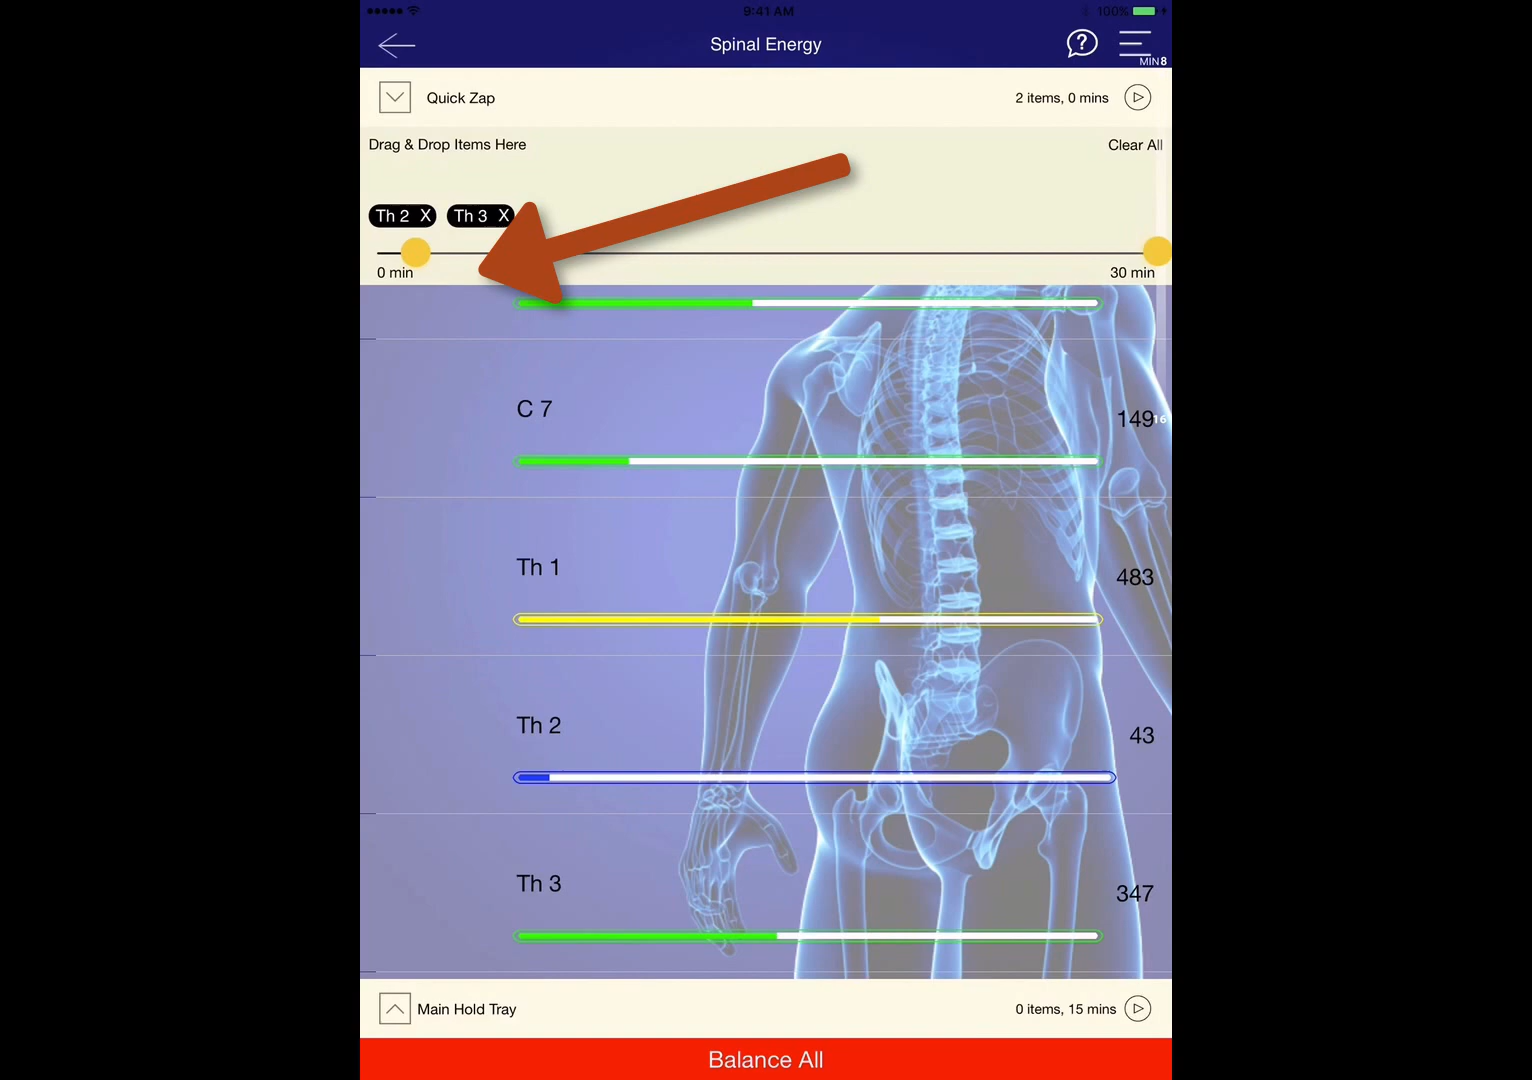 9:41 AM
100%
Spinal Energy
?
MIN8
Quick Zap
2 items, 0 mins
Drag & Drop Items Here
Clear All
Th 2 X
Th 3 X
0 min
30 min
C 7
149
16
Th 1
483
Th 2
43
Th 3
347
Main Hold Tray
0 items, 15 mins
Balance All